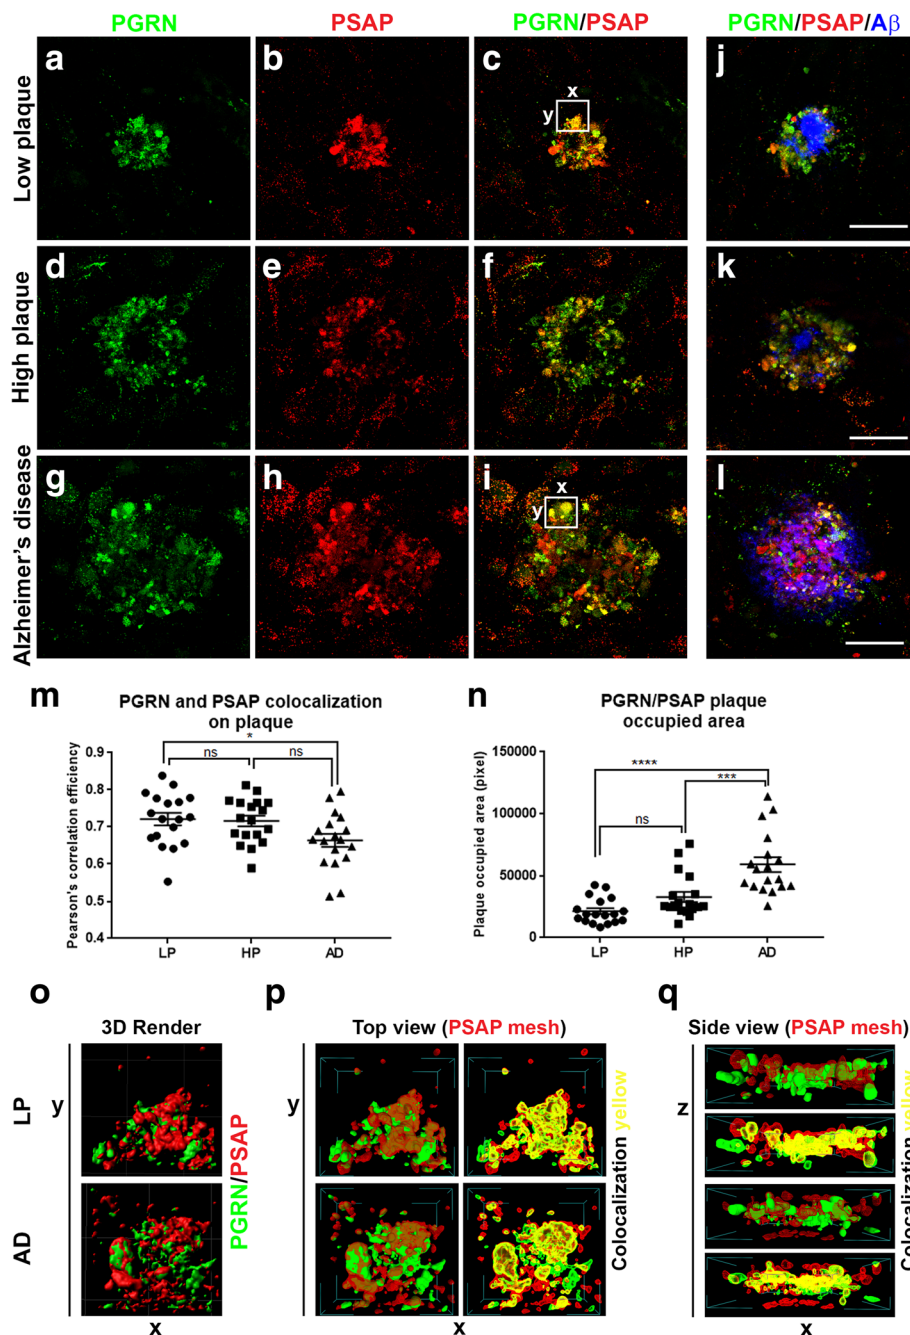 PGRN PSAP PGRN/PSAP PGRN/PSAP/Aβ
Low plaque
a b c j
x
y
High plaque
d e f k
Alzheimer's disease
g h i l
x
y
m
PGRN and PSAP colocalization
on plaque
*
ns ns
Pearson's correlation efficiency
0.9
0.8
0.7
0.6
0.5
0.4
LP HP AD
n
PGRN/PSAP plaque
occupied area
****
***
ns
Plaque occupied area (pixel)
150000
100000
50000
0
LP HP AD
o
3D Render
LP
AD
y
x
PGRN/PSAP
p
Top view (PSAP mesh)
y
x
Colocalization yellow
q
Side view (PSAP mesh)
z
x
Colocalization yellow